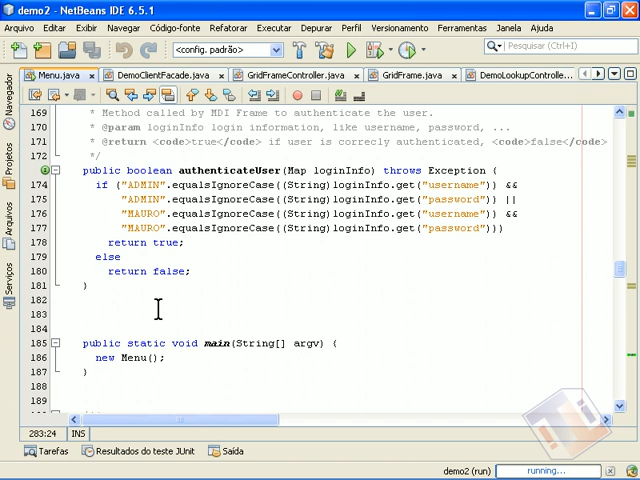 demo2 - NetBeans IDE 6.5.1
Arquivo Editar Exibir Navegar Código-fonte Refatorar Executar Depurar Perfil Versionamento Ferramentas Janela Ajuda
<config. padrão> Pesquisar (Ctrl+I)
Menu.java DemoClientFacade.java GridFrameController.java GridFrame.java DemoLookupControlle...
Navegador
Projetos
Arquivos
Serviços
169 * Method called by MDI Frame to authenticate the user.
170 * @param loginInfo login information, like username, password, ...
171 * @return <code>true</code> if user is correcly authenticated, <code>false</code>
172 */
public boolean authenticateUser(Map loginInfo) throws Exception {
174 if ("ADMIN".equalsIgnoreCase((String)loginInfo.get("username")) &&
175 "ADMIN".equalsIgnoreCase((String)loginInfo.get("password")) ||
176 "MAURO".equalsIgnoreCase((String)loginInfo.get("username")) &&
177 "MAURO".equalsIgnoreCase((String)loginInfo.get("password")))
178 return true;
179 else
180 return false;
181 }
182
183
184
185 public static void main(String[] argv) {
186 new Menu();
187 }
188
283:24 INS
Tarefas Resultados do teste JUnit Saída
demo2 (run) running...